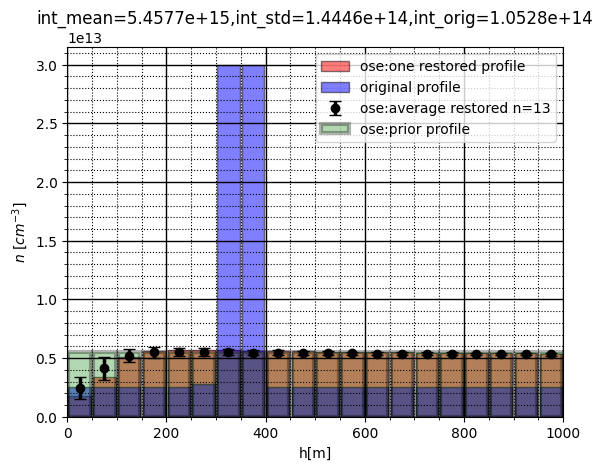 int_mean=5.4577e+15,int_std=1.4446e+14,int_orig=1.0528e+14
1e13
3.0
2.5
2.0
1.5
1.0
0.5
0.0
n [cm⁻³]
ose:one restored profile
original profile
ose:average restored n=13
ose:prior profile
0
200
400
600
800
1000
h[m]